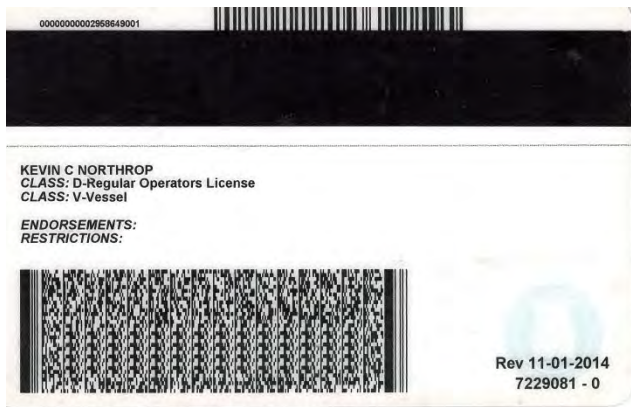 00000000002958649001
KEVIN C NORTHROP
CLASS: D-Regular Operators License
CLASS: V-Vessel
ENDORSEMENTS:
RESTRICTIONS:
Rev 11-01-2014
7229081 - 0